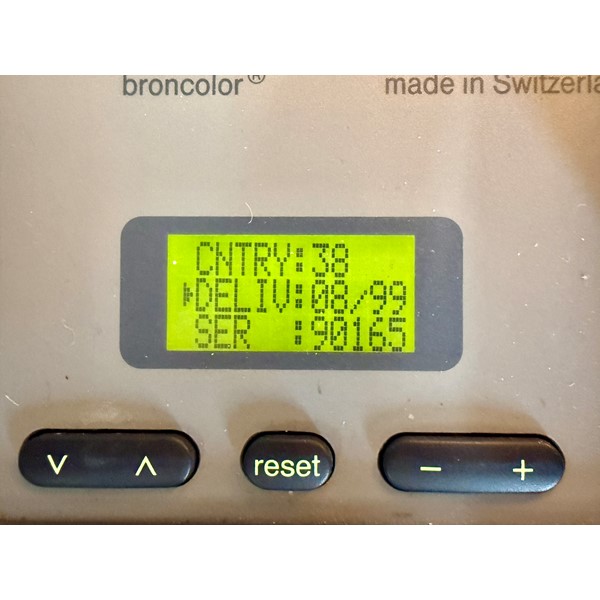 broncolor®
made in Switzerla
CNTRY:38
DELIV:08/99
SER :90165
reset